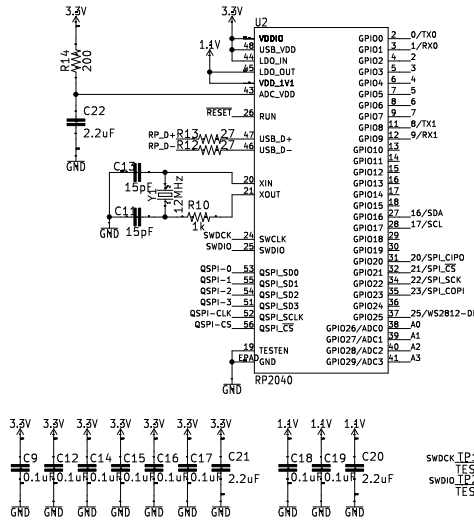 3.3V
3.3V
U2
1.1V
VDDIO
GPIO0
2
0/TX0
48
USB_VDD
GPIO1
3
1/RX0
R14
200
44
LDO_IN
GPIO2
4
2
45
LDO_OUT
GPIO3
5
3
VDD_1V1
GPIO4
6
4
43
ADC_VDD
GPIO5
7
5
GPIO6
8
6
C22
2.2uF
RESET
26
RUN
GPIO7
9
7
GPIO8
11
8/TX1
GPIO9
12
9/RX1
RP_D+
R13
27
47
USB_D+
GPIO10
13
RP_D-
R12
27
46
USB_D-
GPIO11
14
GND
GPIO12
15
C13
15pF
GPIO13
16
Y1
12MHz
20
XIN
GPIO14
17
21
XOUT
GPIO15
18
C11
15pF
R10
1k
GPIO16
27
16/SDA
GND
GPIO17
28
17/SCL
SWDCK
24
SWCLK
GPIO18
29
SWDIO
25
SWDIO
GPIO19
30
GPIO20
31
20/SPI_CIPO
QSPI-0
53
QSPI_SD0
GPIO21
32
21/SPI_CS
QSPI-1
55
QSPI_SD1
GPIO22
34
22/SPI_SCK
QSPI-2
54
QSPI_SD2
GPIO23
35
23/SPI_COPI
QSPI-3
51
QSPI_SD3
GPIO24
36
QSPI-CLK
52
QSPI_SCLK
GPIO25
37
25/WS2812-DI
QSPI-CS
56
QSPI_CS
GPIO26/ADC0
38
A0
GPIO27/ADC1
39
A1
19
TESTEN
GPIO28/ADC2
40
A2
EPAD
GND
GPIO29/ADC3
41
A3
GND
RP2040
3.3V 3.3V 3.3V 3.3V 3.3V 3.3V 3.3V 1.1V 1.1V 1.1V
C9 C12 C14 C15 C16 C17 C21 C18 C19 C20
0.1uF 0.1uF 0.1uF 0.1uF 0.1uF 0.1uF 2.2uF 0.1uF 0.1uF 2.2uF
GND GND GND GND GND GND GND GND GND GND
SWDCK
TES
SWDIO
TES